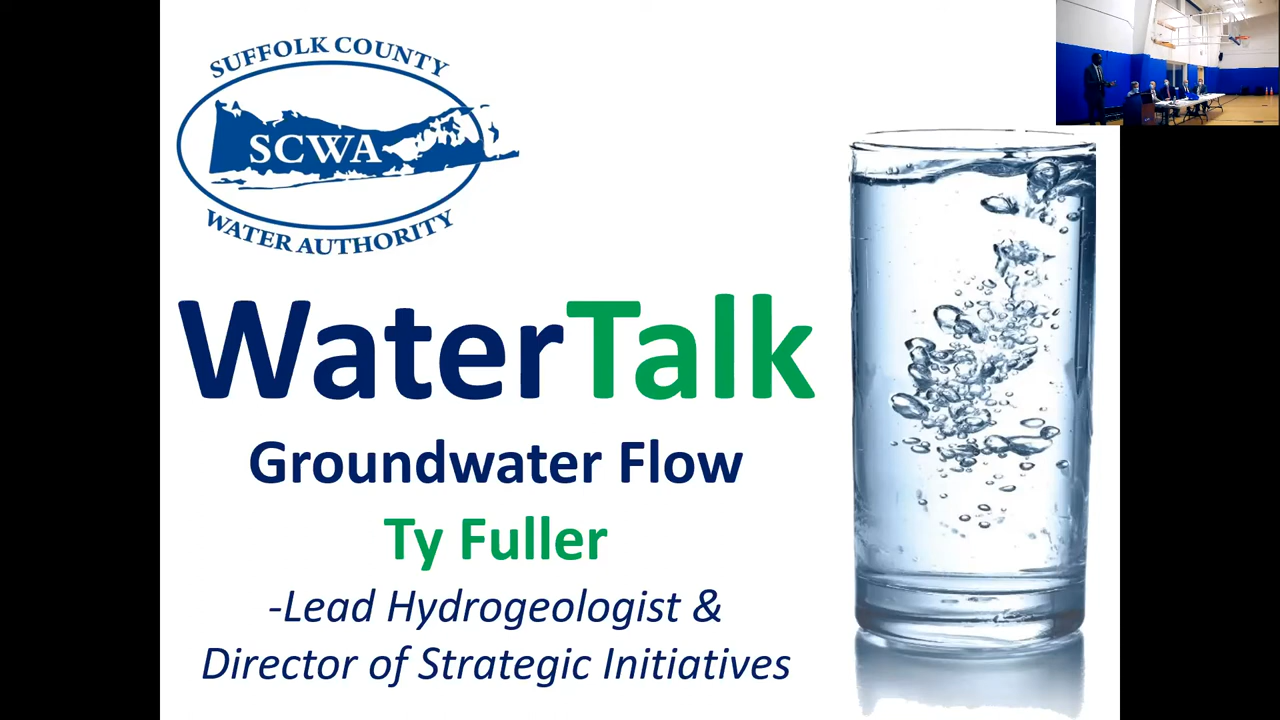 SUFFOLK COUNTY
SCWA
WATER AUTHORITY
WaterTalk
Groundwater Flow
Ty Fuller
-Lead Hydrogeologist &
Director of Strategic Initiatives